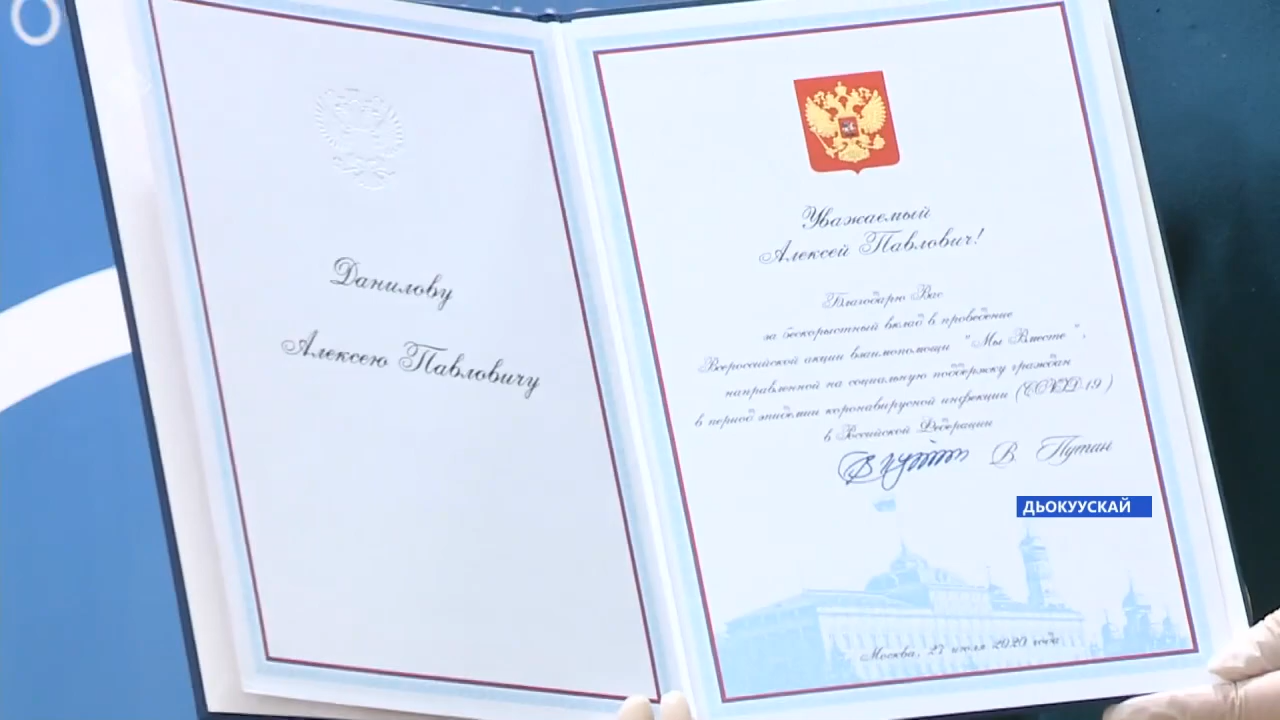 Данилову
Алексею Павловичу
Уважаемый
Алексей Павлович!
Благодарю Вас
за бескорыстный вклад в проведение
Всероссийской акции взаимопомощи "Мы Вместе",
направленной на социальную поддержку граждан
в период эпидемии коронавирусной инфекции (COVID-19)
в Российской Федерации
В. Путин
ДЬОКУУСКАЙ
Москва, 27 июля 2020 года